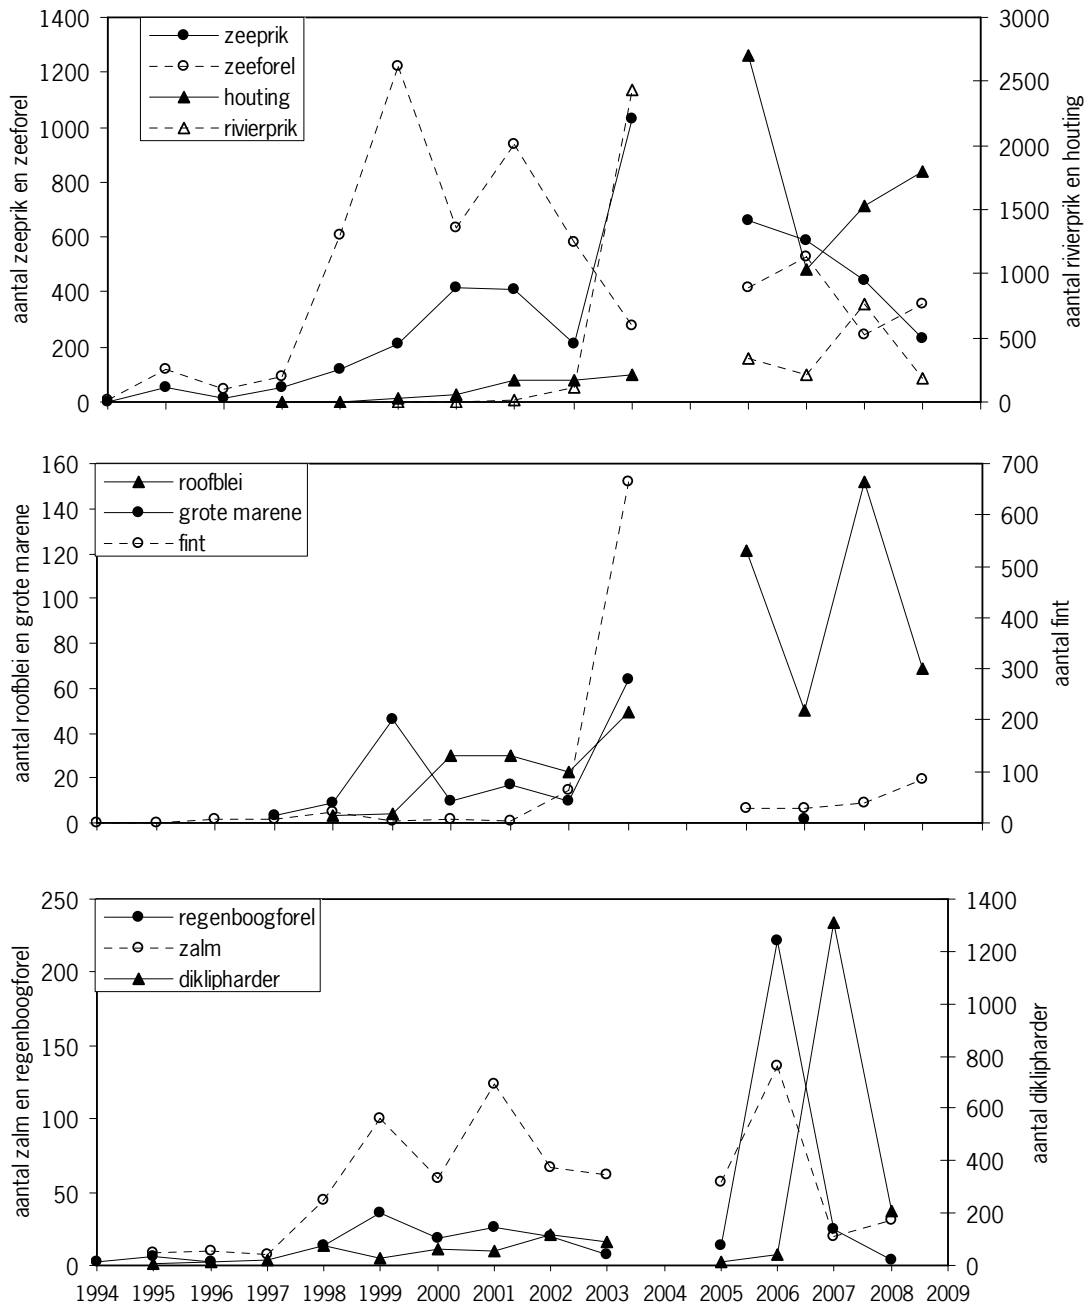 aantal zeeprik en zeeforel
1400
1200
1000
800
600
400
200
0
zeeprik
zeeforel
houting
rivierprik
3000
2500
2000
1500
1000
500
0
aantal rivierprik en houting
aantal roofblei en grote marene
160
140
120
100
80
60
40
20
0
roofblei
grote marene
fint
700
600
500
400
300
200
100
0
aantal fint
aantal zalm en regenboogforel
250
200
150
100
50
0
regenboogforel
zalm
diklipharder
1400
1200
1000
800
600
400
200
0
aantal diklipharder
1994 1995 1996 1997 1998 1999 2000 2001 2002 2003 2004 2005 2006 2007 2008 2009